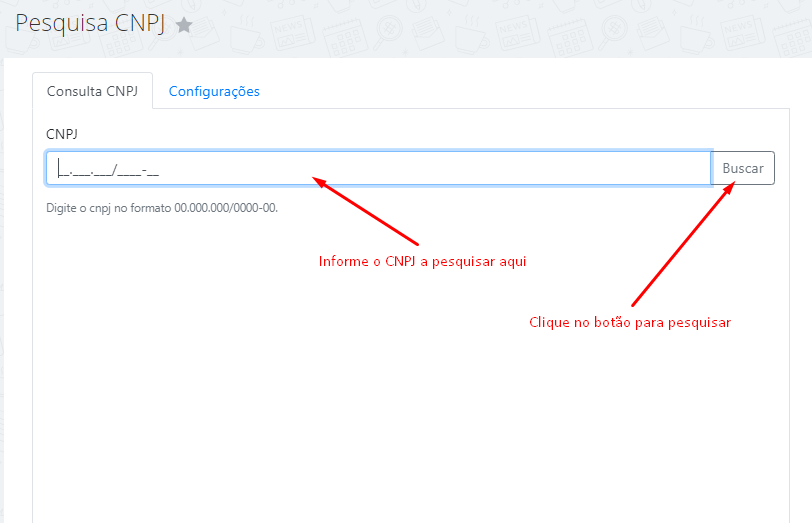 Pesquisa CNPJ
Consulta CNPJ
Configurações
CNPJ
__.___.___/____-__
Buscar
Digite o cnpj no formato 00.000.000/0000-00.
Informe o CNPJ a pesquisar aqui
Clique no botão para pesquisar